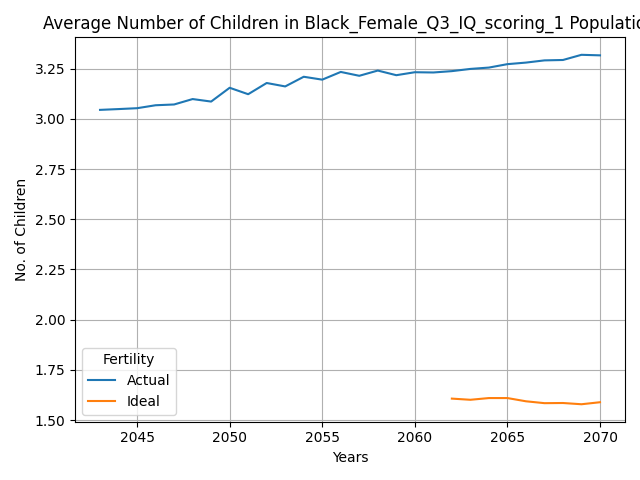 Average Number of Children in Black_Female_Q3_IQ_scoring_1 Populatio
3.25
3.00
2.75
2.50
2.25
2.00
1.75
1.50
No. of Children
Fertility
Actual
Ideal
2045
2050
2055
2060
2065
2070
Years